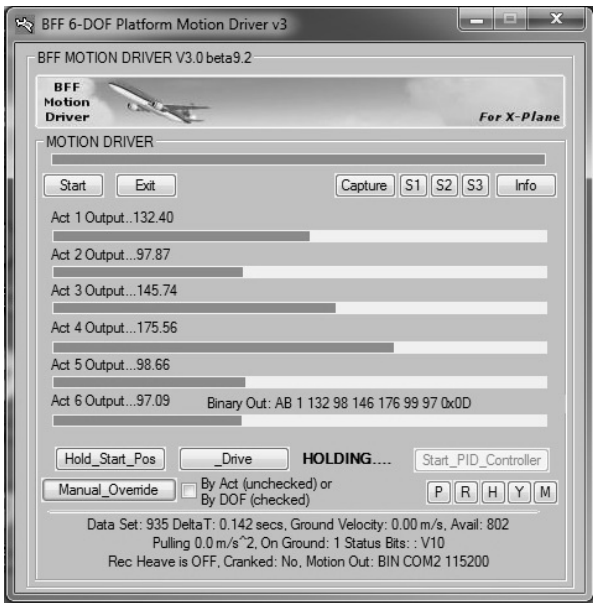 BFF 6-DOF Platform Motion Driver v3
BFF MOTION DRIVER V3.0 beta9.2
BFF
Motion
Driver
For X-Plane
MOTION DRIVER
Start Exit Capture S1 S2 S3 Info
Act 1 Output..132.40
Act 2 Output...97.87
Act 3 Output...145.74
Act 4 Output...175.56
Act 5 Output...98.66
Act 6 Output...97.09 Binary Out: AB 1 132 98 146 176 99 97 0x0D
Hold_Start_Pos _Drive HOLDING.... Start_PID_Controller
Manual_Override By Act (unchecked) or
By DOF (checked) P R H Y M
Data Set: 935 DeltaT: 0.142 secs, Ground Velocity: 0.00 m/s, Avail: 802
Pulling 0.0 m/s^2, On Ground: 1 Status Bits: : V10
Rec Heave is OFF, Cranked: No, Motion Out: BIN COM2 115200